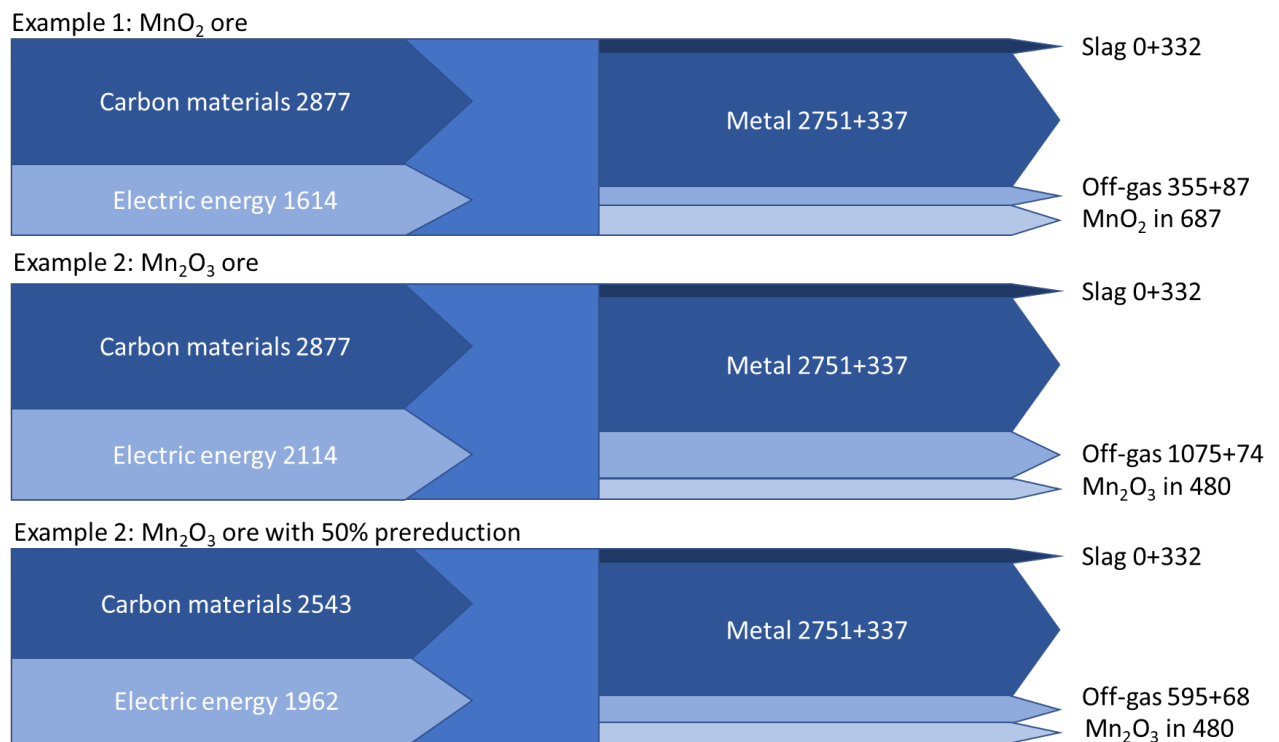 Example 1: MnO₂ ore
Slag 0+332
Carbon materials 2877
Metal 2751+337
Electric energy 1614
Off-gas 355+87
MnO₂ in 687
Example 2: Mn₂O₃ ore
Slag 0+332
Carbon materials 2877
Metal 2751+337
Electric energy 2114
Off-gas 1075+74
Mn₂O₃ in 480
Example 2: Mn₂O₃ ore with 50% prereduction
Slag 0+332
Carbon materials 2543
Metal 2751+337
Electric energy 1962
Off-gas 595+68
Mn₂O₃ in 480